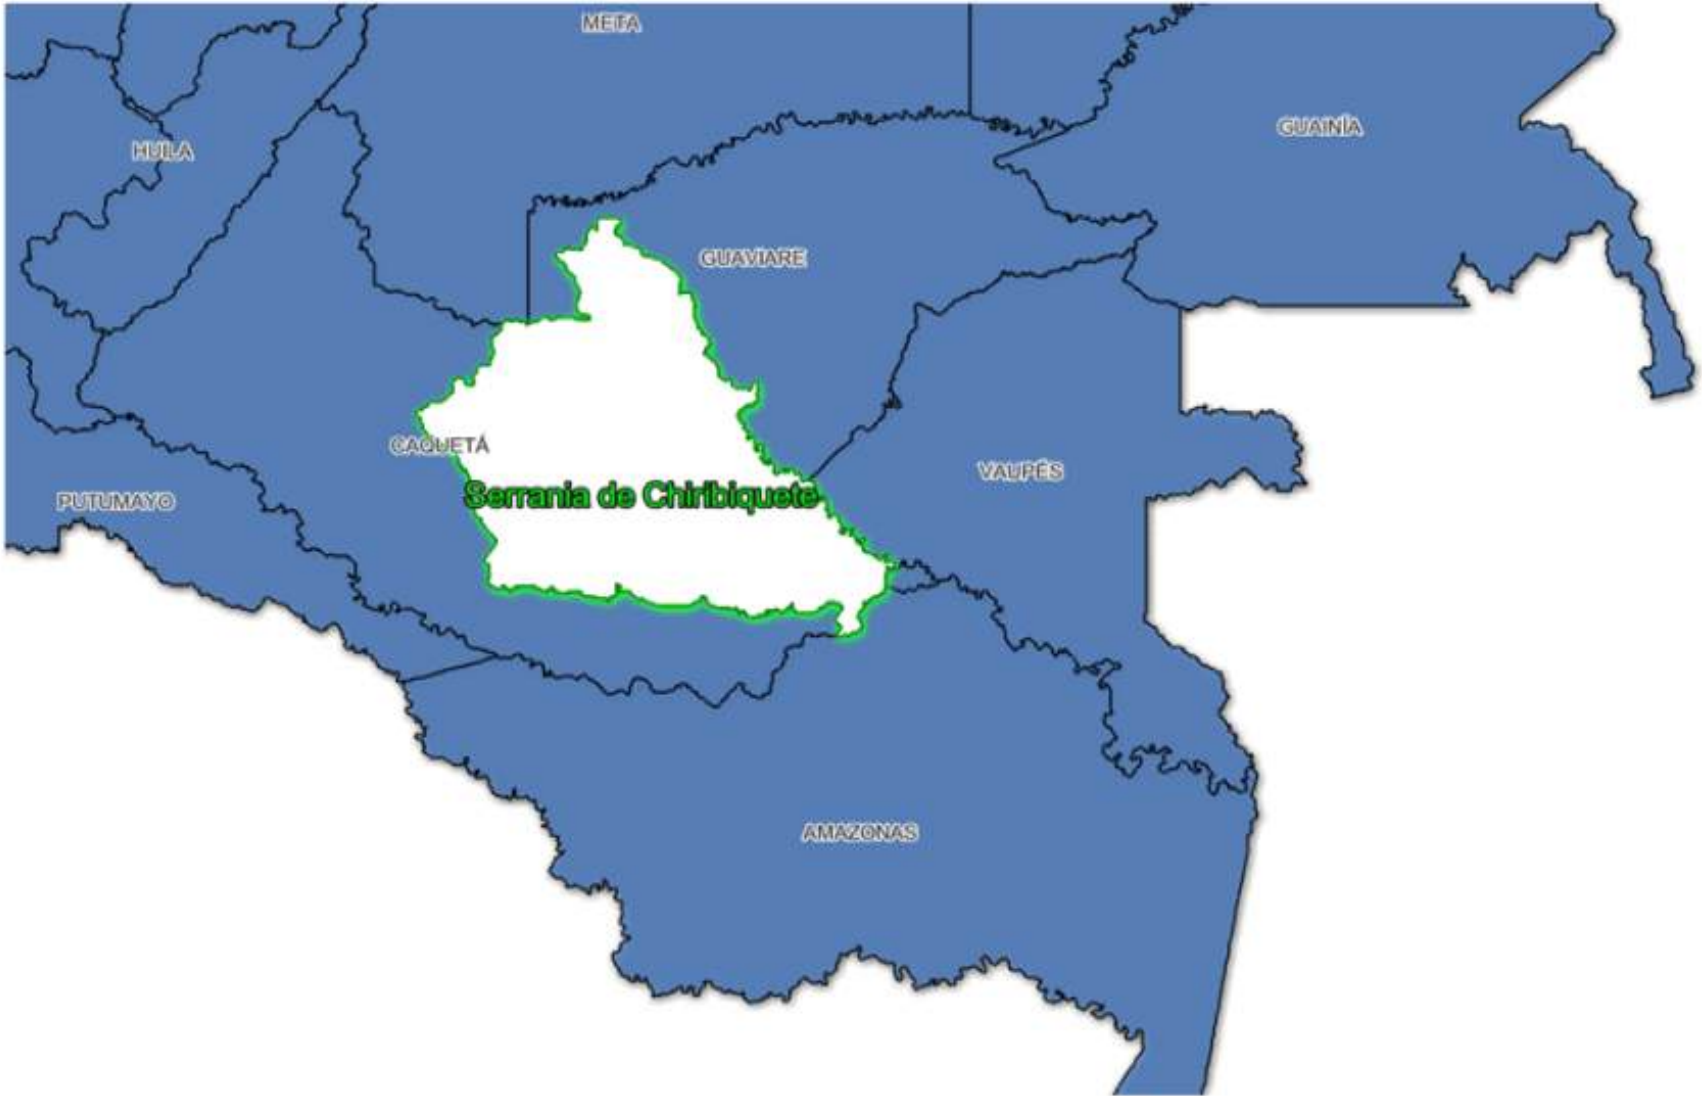 META
GUAINÍA
HUILA
GUAVIARE
CAQUETÁ
VAUPÉS
Serrania de Chiribiquete
PUTUMAYO
AMAZONAS